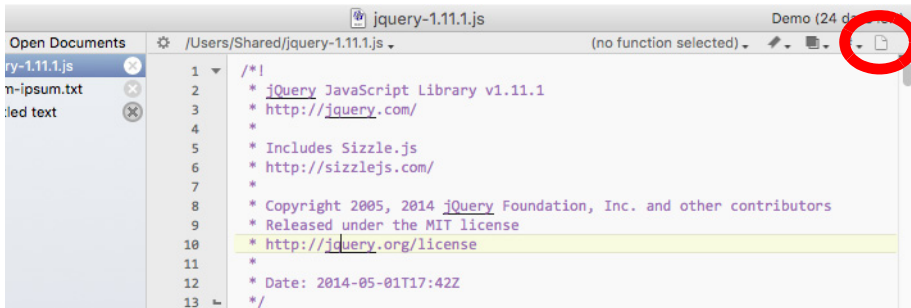 jquery-1.11.1.js
Demo (24 d
Open Documents
/Users/Shared/jquery-1.11.1.js
(no function selected)
ry-1.11.1.js
m-ipsum.txt
led text
1 /*!
2 * jQuery JavaScript Library v1.11.1
3 * http://jquery.com/
4 *
5 * Includes Sizzle.js
6 * http://sizzlejs.com/
7 *
8 * Copyright 2005, 2014 jQuery Foundation, Inc. and other contributors
9 * Released under the MIT license
10 * http://jquery.org/license
11 *
12 * Date: 2014-05-01T17:42Z
13 */